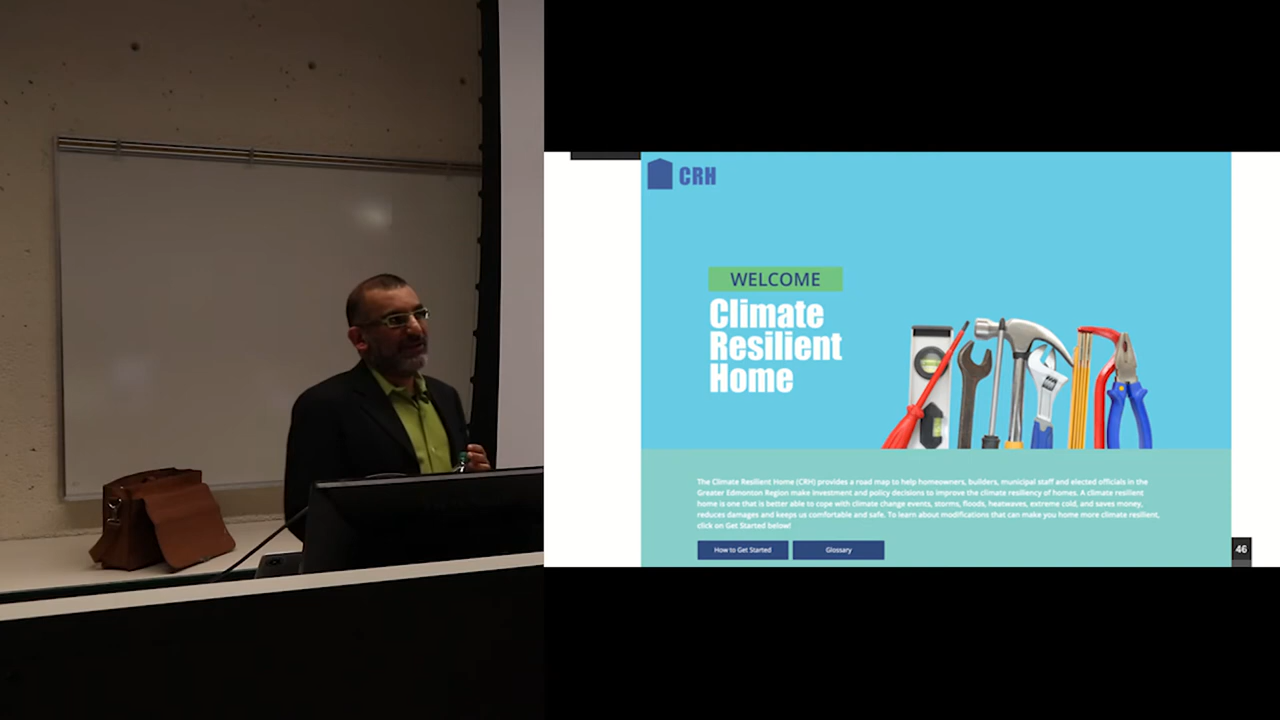 CRH
WELCOME
Climate
Resilient
Home
The Climate Resilient Home (CRH) provides a road map to help homeowners, builders, municipal staff and elected officials in the
Greater Edmonton Region make investment and policy decisions to improve the climate resiliency of homes. A climate resilient
home is one that is better able to cope with climate change events, storms, floods, heatwaves, extreme cold, and saves money,
reduces damages and keeps us comfortable and safe. To learn about modifications that can make you home more climate resilient,
click on Get Started below!
How to Get Started
Glossary
46